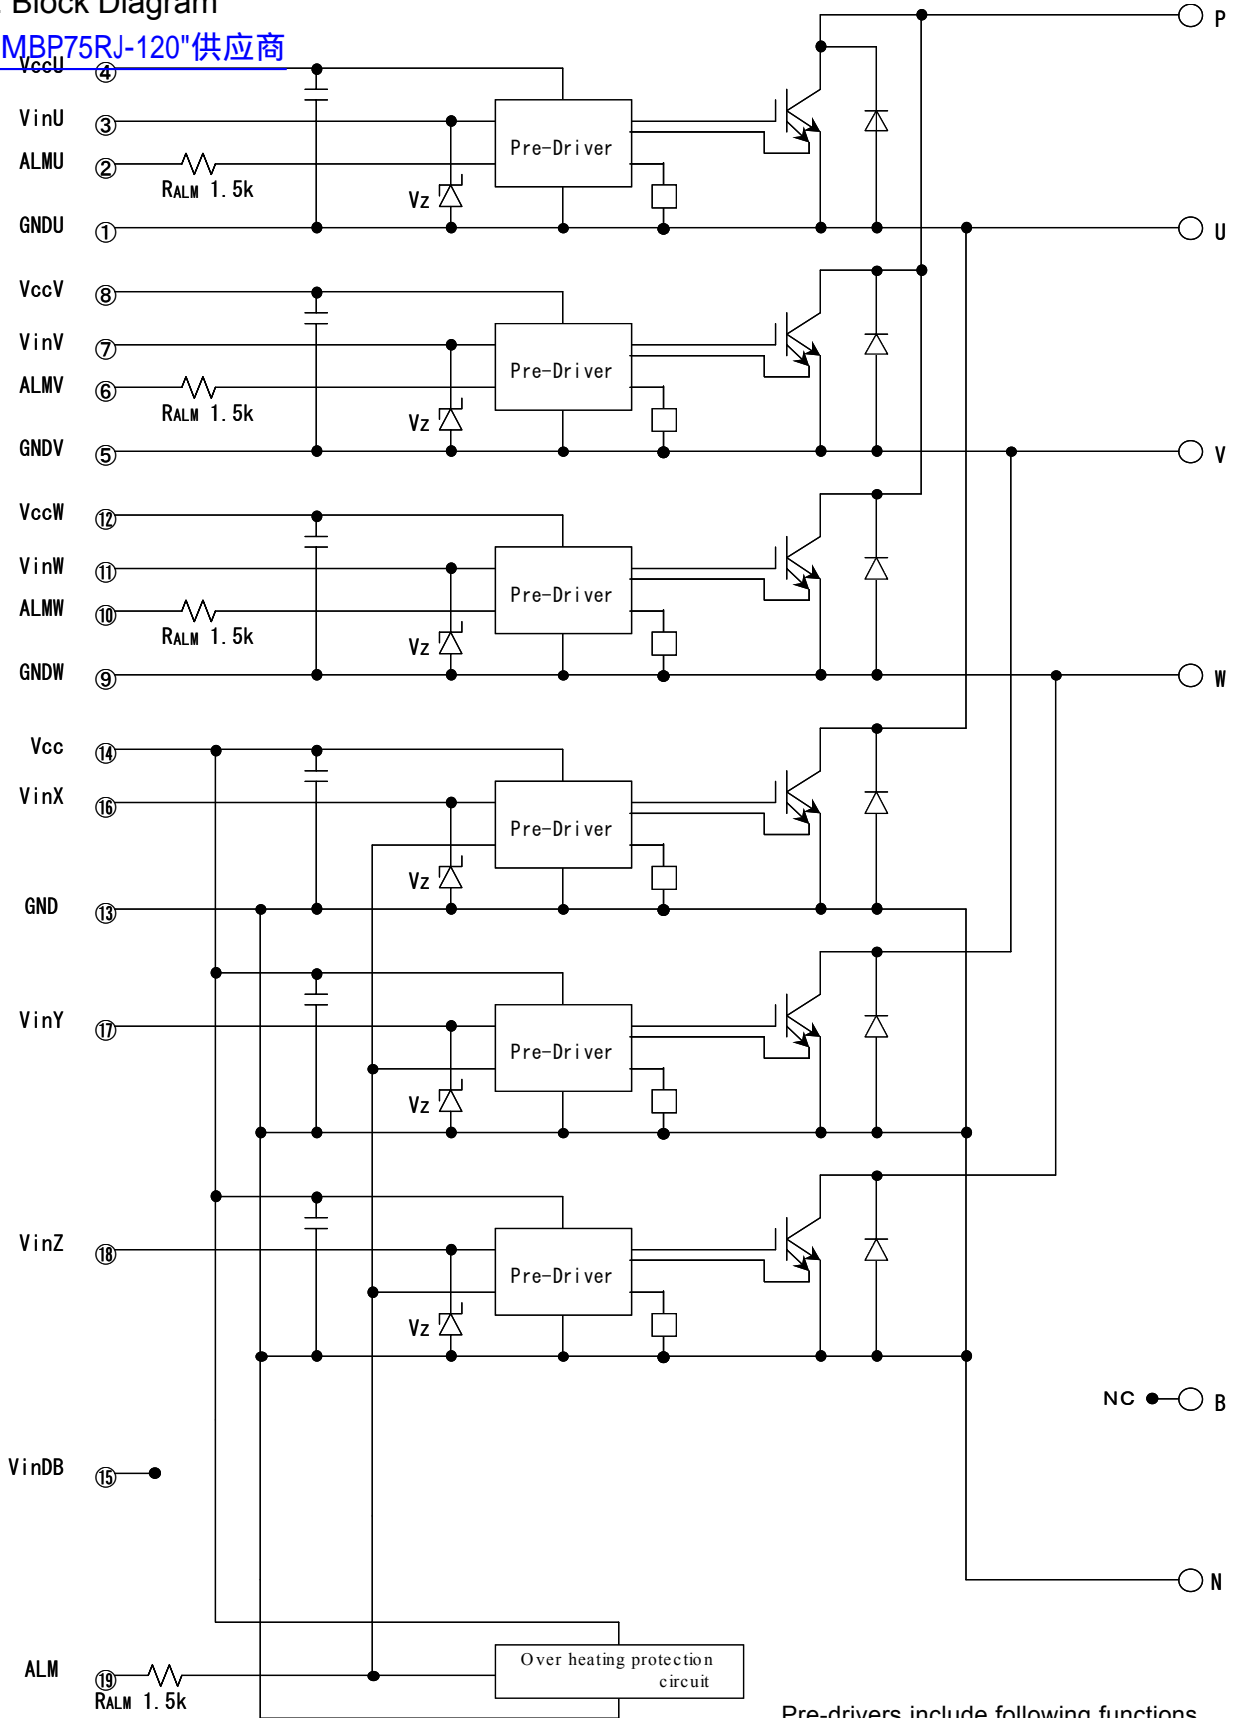 Block Diagram
MBP75RJ-120"供应商
P
VccU ④
VinU ③
Pre-Driver
ALMU ②
RALM 1.5k
Vz
GNDU ①
U
VccV ⑧
VinV ⑦
Pre-Driver
ALMV ⑥
RALM 1.5k
Vz
GNDV ⑤
V
VccW ⑫
VinW ⑪
Pre-Driver
ALMW ⑩
RALM 1.5k
Vz
GNDW ⑨
W
Vcc ⑭
VinX ⑯
Pre-Driver
Vz
GND ⑬
VinY ⑰
Pre-Driver
Vz
VinZ ⑱
Pre-Driver
Vz
NC B
VinDB ⑮
N
Over heating protection
circuit
ALM ⑲
RALM 1.5k
Pre-drivers include following functions